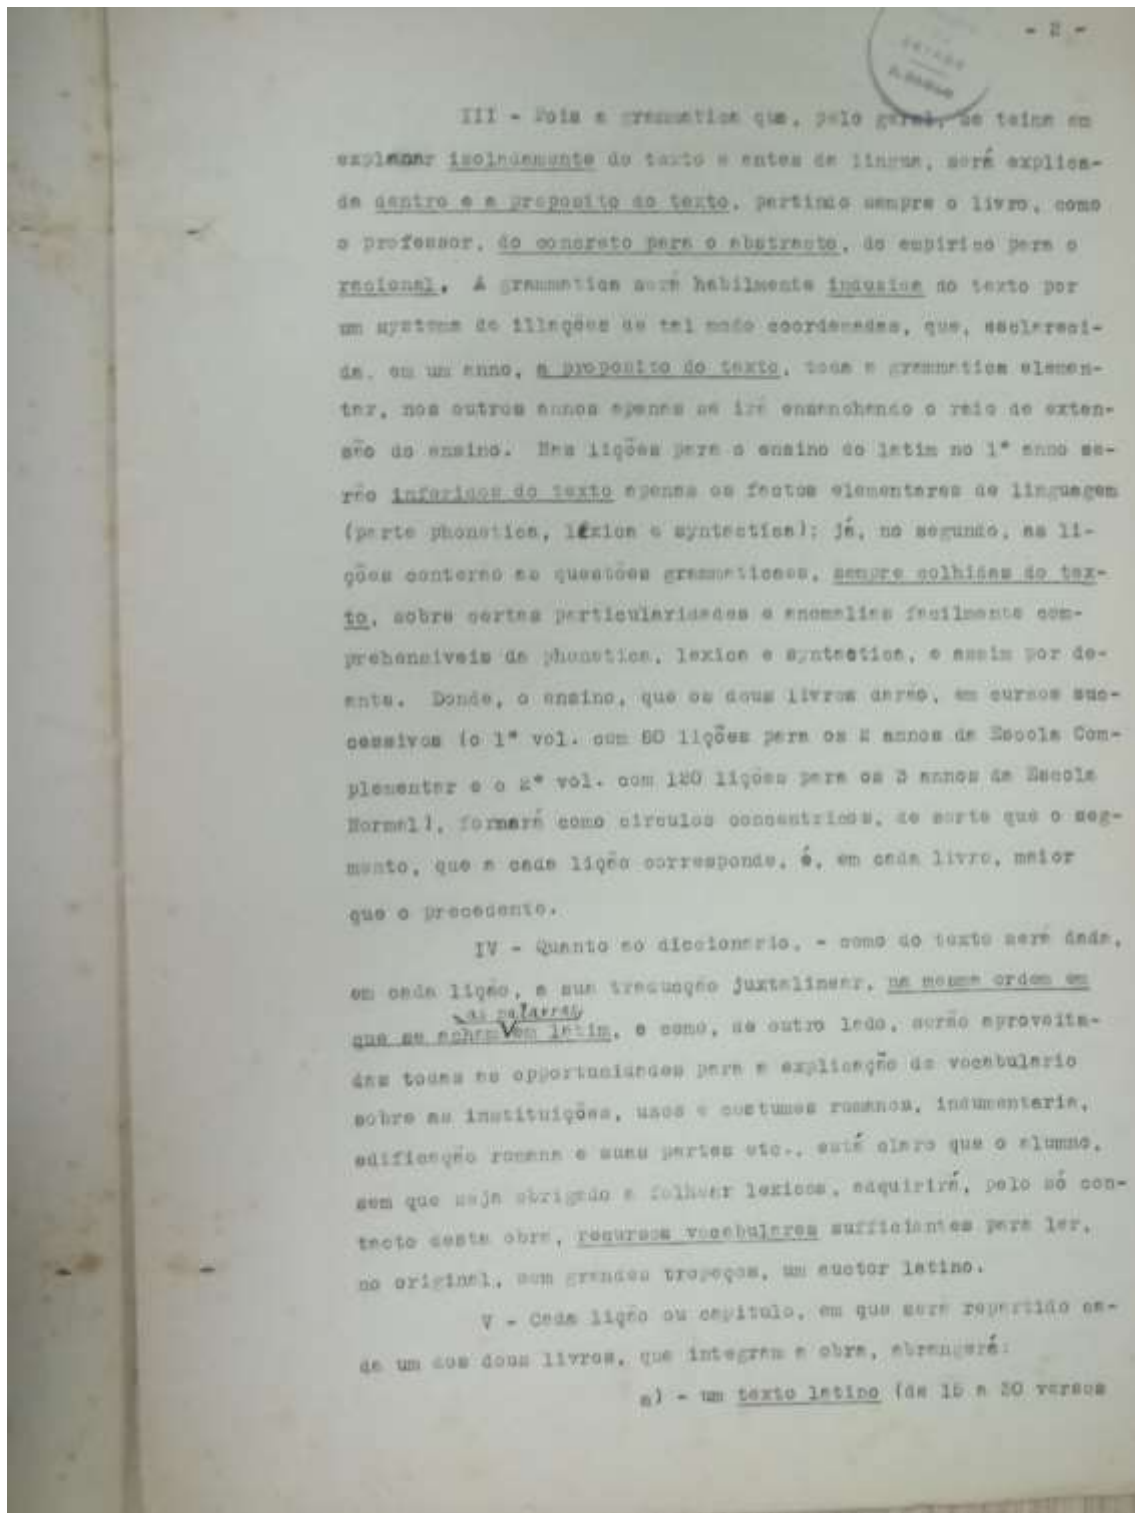 - 2 -
III - Pois a grammatica que, pelo geral, se teima em
explanar isoladamente do texto e antes da lingua, será explica-
da dentro e a proposito do texto, partindo sempre o livro, como
o professor, do concreto para o abstracto, do empirico para o
racional. A grammatica será habilmente induzida do texto por
um systema de illações de tal modo coordenadas, que, esclareci-
da, em um anno, a proposito do texto, toda a grammatica elemen-
tar, nos outros annos apenas se irá ensanchando o raio de exten-
são do ensino. Nas lições para o ensino do latim no 1º anno se-
rão inferidos do texto apenas os factos elementares de linguagem
(parte phonetica, léxica e syntactica); já, no segundo, as li-
ções conterão as questões grammaticaes, sempre colhidas do tex-
to, sobre certas particularidades e anomalias facilmente com-
prehensiveis da phonetica, lexica e syntactica, e assim por de-
ante. Donde, o ensino, que os dous livros darão, em cursos suc-
cessivos (o 1º vol. com 80 lições para os 2 annos da Escola Com-
plementar e o 2º vol. com 120 lições para os 3 annos da Escola
Normal), formará como circulos concentricos, de sorte que o seg-
mento, que a cada lição corresponde, é, em cada livro, maior
que o precedente.
IV - Quanto ao diccionario, - como do texto será dada,
em cada lição, a sua traducção juxtalinear, na mesma ordem em
as palavras
que se acham em latim, e como, de outro lado, serão aproveita-
das todas as opportunidades para a explicação do vocabulario
sobre as instituições, usos e costumes romanos, indumentaria,
edificação romana e suas partes etc., está claro que o alumno,
sem que seja obrigado a folhear lexicos, adquirirá, pelo só con-
tacto desta obra, recursos vocabulares sufficientes para ler,
no original, sem grandes tropeços, um auctor latino.
V - Cada lição ou capitulo, em que será repartido ca-
da um dos dous livros, que integram a obra, abrangerá:
a) - um texto latino (de 15 a 30 versos